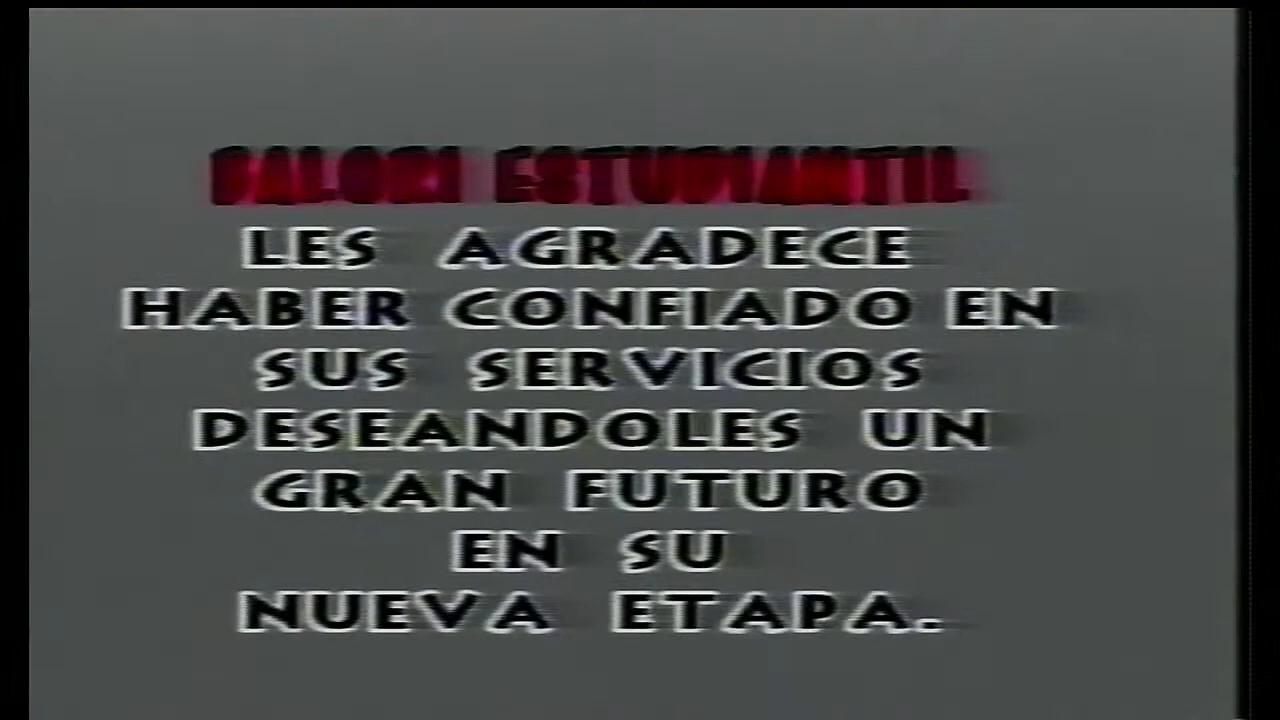 ESTUDIANTIL
LES AGRADECE
HABER CONFIADO EN
SUS SERVICIOS
DESEANDOLES UN
GRAN FUTURO
EN SU
NUEVA ETAPA.